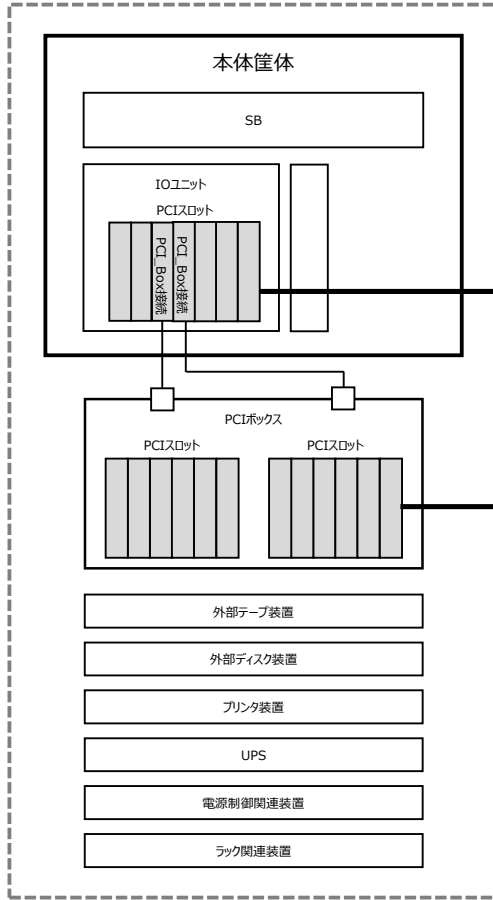 本体筐体
SB
IOユニット
PCIスロット
PCI_Box接続
PCI_Box接続
PCIボックス
PCIスロット
PCIスロット
外部テープ装置
外部ディスク装置
プリンタ装置
UPS
電源制御関連装置
ラック関連装置